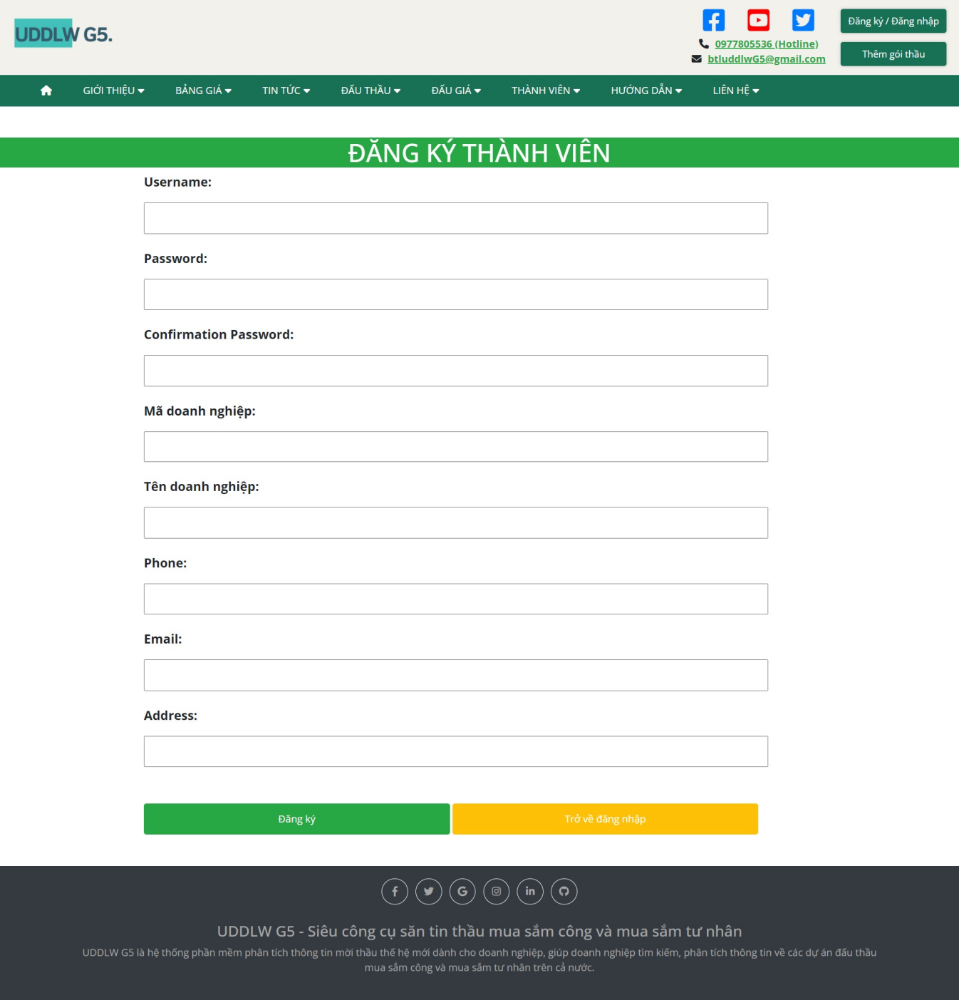 UDDLW G5.
0977805536 (Hotline)
btluddlwG5@gmail.com
Đăng ký / Đăng nhập
Thêm gói thầu
GIỚI THIỆU
BẢNG GIÁ
TIN TỨC
ĐẤU THẦU
ĐẤU GIÁ
THÀNH VIÊN
HƯỚNG DẪN
LIÊN HỆ
ĐĂNG KÝ THÀNH VIÊN
Username:
Password:
Confirmation Password:
Mã doanh nghiệp:
Tên doanh nghiệp:
Phone:
Email:
Address:
Đăng ký
Trở về đăng nhập
UDDLW G5 - Siêu công cụ săn tin thầu mua sắm công và mua sắm tư nhân
UDDLW G5 là hệ thống phần mềm phân tích thông tin mời thầu thế hệ mới dành cho doanh nghiệp, giúp doanh nghiệp tìm kiếm, phân tích thông tin về các dự án đấu thầu
mua sắm công và mua sắm tư nhân trên cả nước.